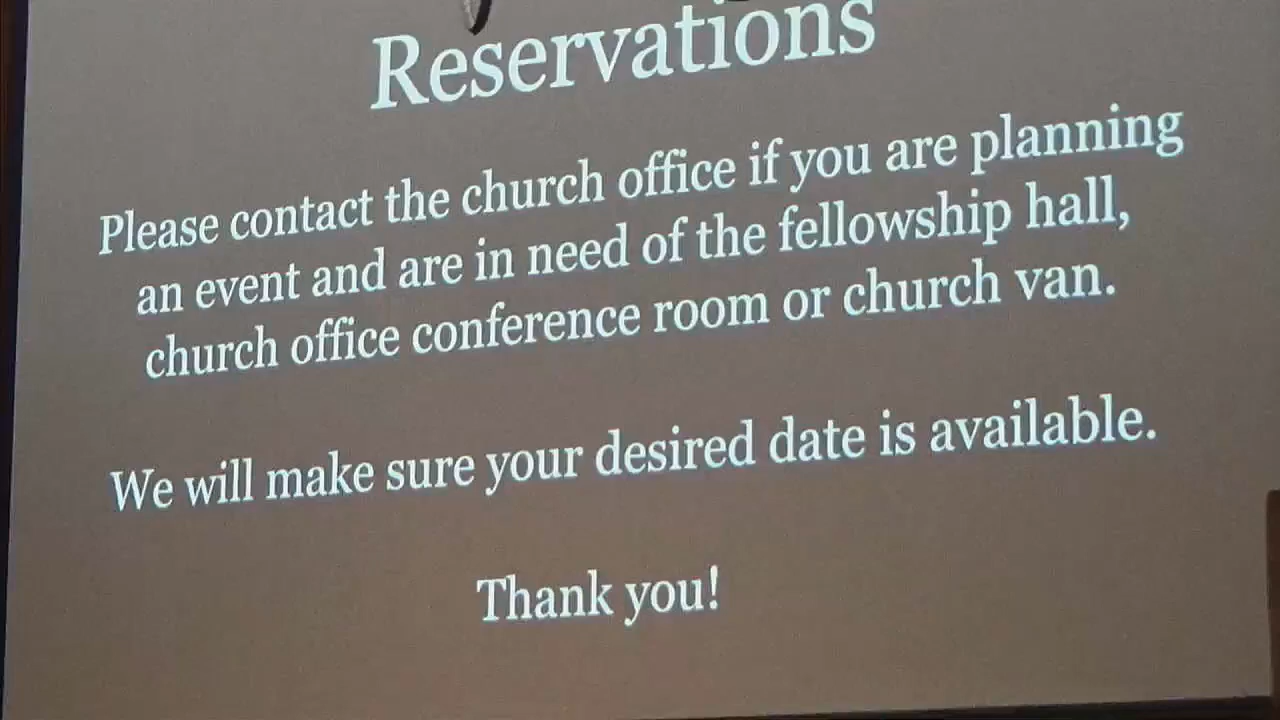 Reservations
Please contact the church office if you are planning
an event and are in need of the fellowship hall,
church office conference room or church van.
We will make sure your desired date is available.
Thank you!